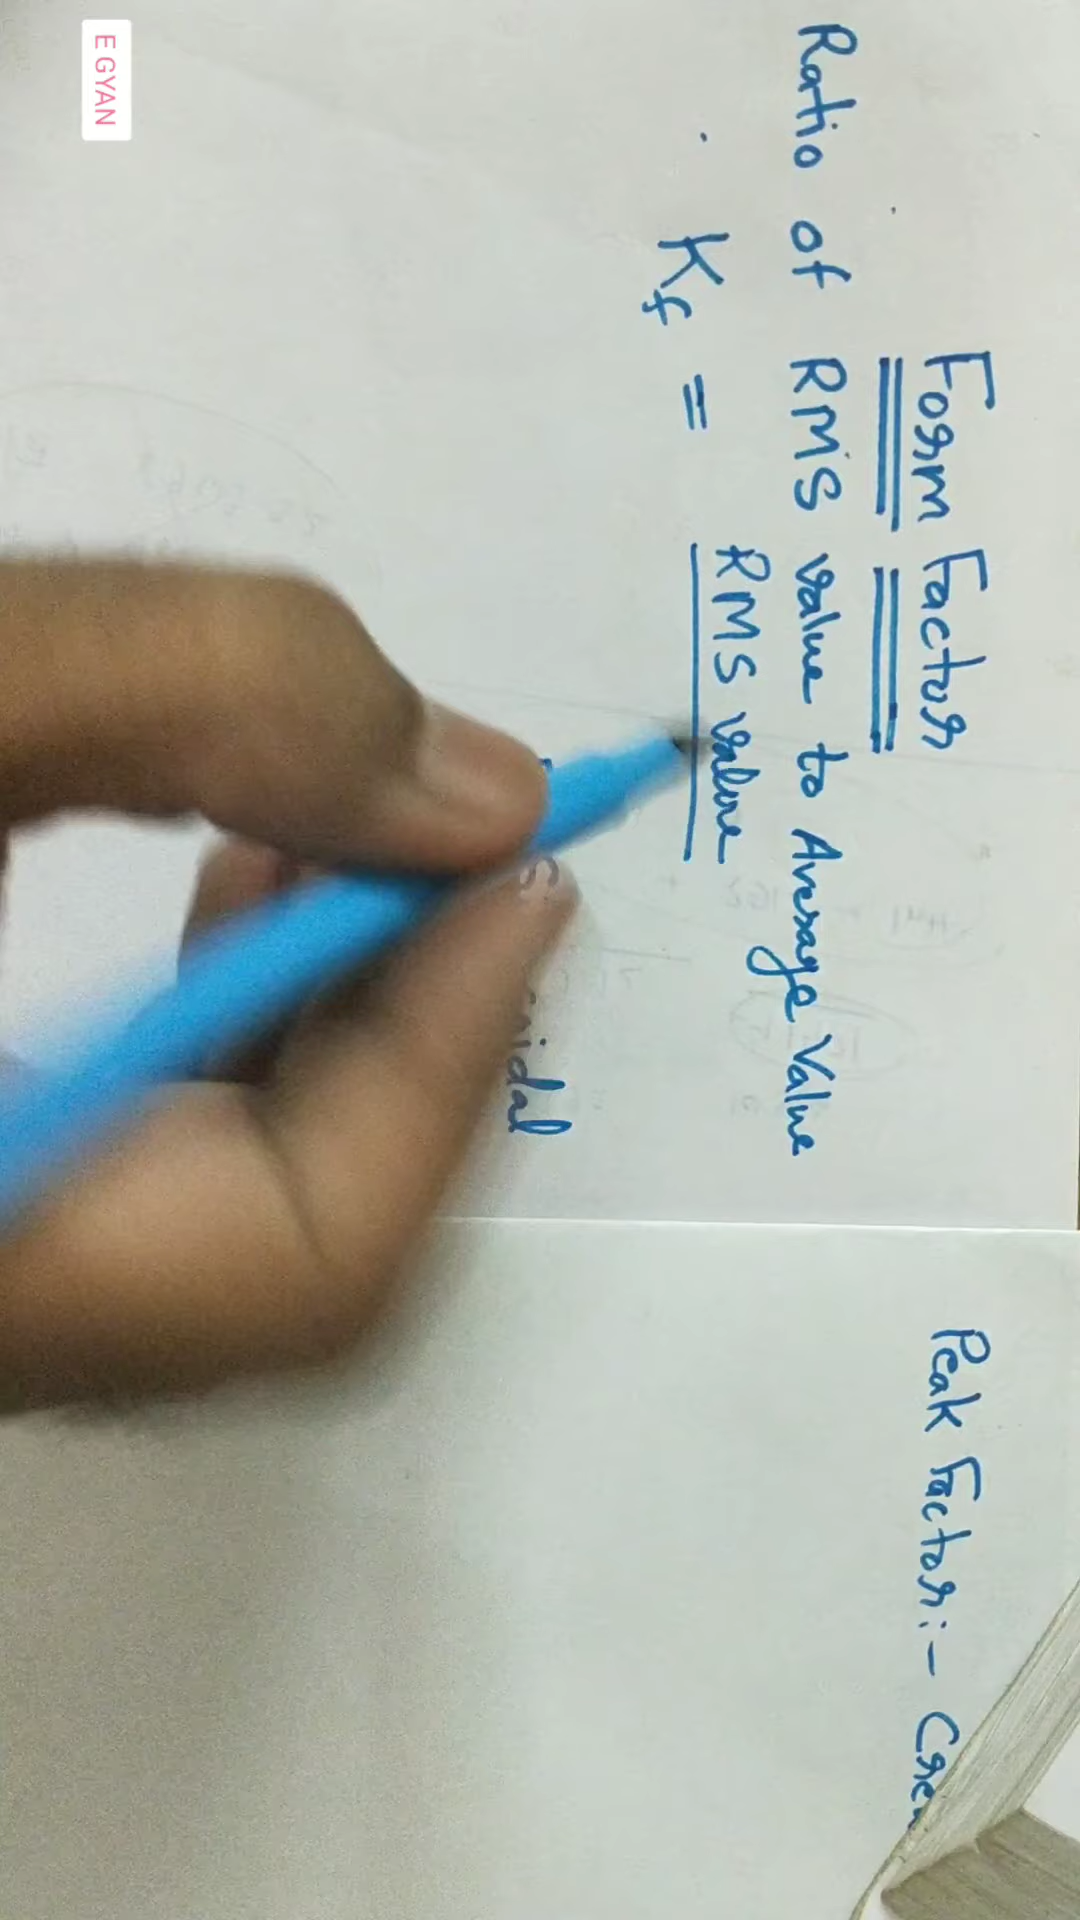 Form Factor
Ratio of RMS value to Average Value
Kf = RMS value
Peak Factor:-
E GYAN